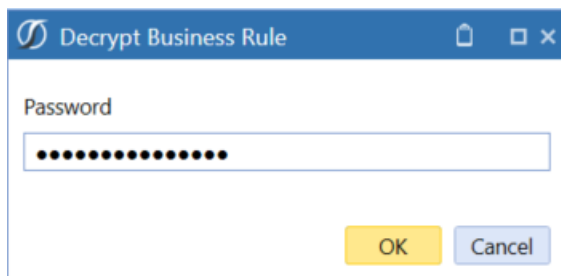 Decrypt Business Rule
Password
●●●●●●●●●●●●●●●
OK Cancel